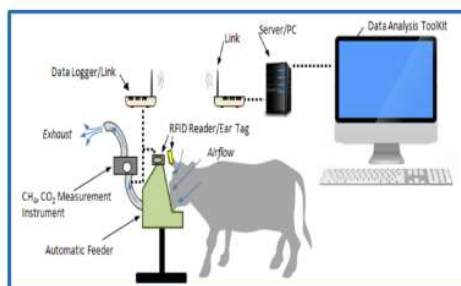 Data Logger/Link
Link
Server/PC
Data Analysis ToolKit
Exhaust
RFID Reader/Ear Tag
Airflow
CH₄, CO₂ Measurement
Instrument
Automatic Feeder